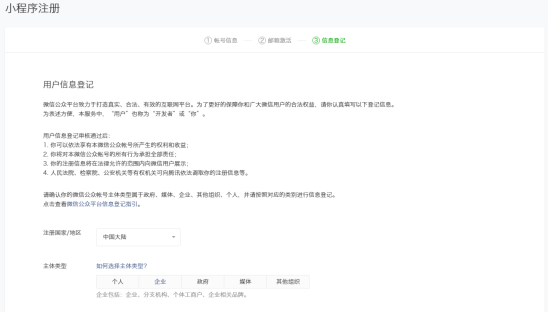 小程序注册
① 帐号信息 — ② 邮箱激活 — ③ 信息登记
用户信息登记
微信公众平台致力于打造真实、合法、有效的互联网平台。为了更好的保障你和广大微信用户的合法权益，请你认真填写以下登记信息。
为表述方便，本服务中，“用户”也称为“开发者”或“你”。
用户信息登记审核通过后：
1. 你可以依法享有本微信公众帐号所产生的权利和收益；
2. 你将对本微信公众帐号的所有行为承担全部责任；
3. 你的注册信息将在法律允许的范围内向微信用户展示；
4. 人民法院、检察院、公安机关等有权机关可向腾讯依法调取你的注册信息等。
请确认你的微信公众帐号主体类型属于政府、媒体、企业、其他组织、个人，并请按照对应的类别进行信息登记。
点击查看微信公众平台信息登记指引。
注册国家/地区 中国大陆
主体类型 如何选择主体类型?
个人 企业 政府 媒体 其他组织
企业包括：企业、分支机构、个体工商户、企业相关品牌。